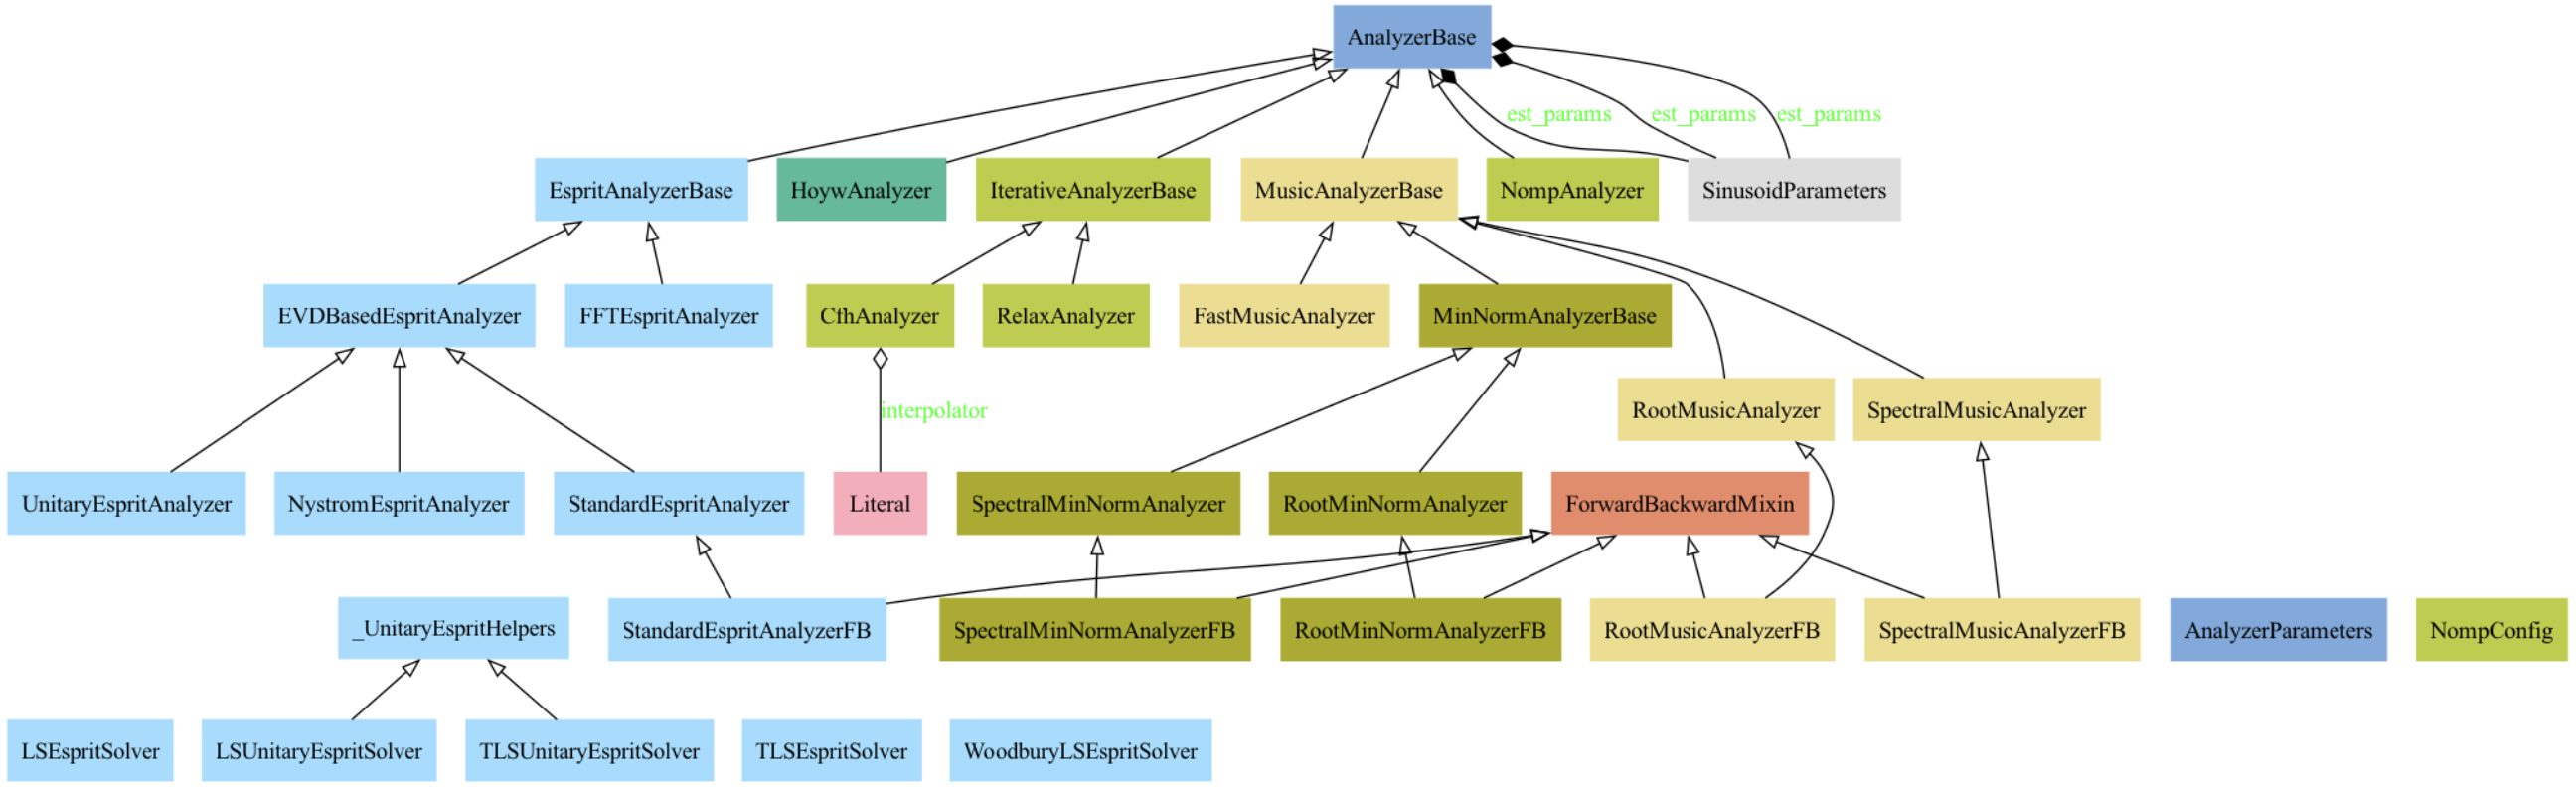 AnalyzerBase
est_params
est_params
est_params
EspritAnalyzerBase
HoywAnalyzer
IterativeAnalyzerBase
MusicAnalyzerBase
NompAnalyzer
SinusoidParameters
EVDBasedEspritAnalyzer
FFTEspritAnalyzer
CfhAnalyzer
RelaxAnalyzer
FastMusicAnalyzer
MinNormAnalyzerBase
interpolator
RootMusicAnalyzer
SpectralMusicAnalyzer
UnitaryEspritAnalyzer
NystromEspritAnalyzer
StandardEspritAnalyzer
Literal
SpectralMinNormAnalyzer
RootMinNormAnalyzer
ForwardBackwardMixin
_UnitaryEspritHelpers
StandardEspritAnalyzerFB
SpectralMinNormAnalyzerFB
RootMinNormAnalyzerFB
RootMusicAnalyzerFB
SpectralMusicAnalyzerFB
AnalyzerParameters
NompConfig
LSEspritSolver
LSUnitaryEspritSolver
TLSUnitaryEspritSolver
TLSEspritSolver
WoodburyLSEspritSolver